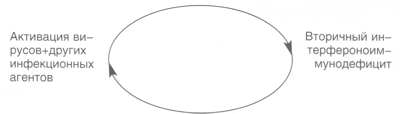 Активация ви–
русов+других
инфекционных
агентов
Вторичный ин–
терфероноим–
мунодефицит